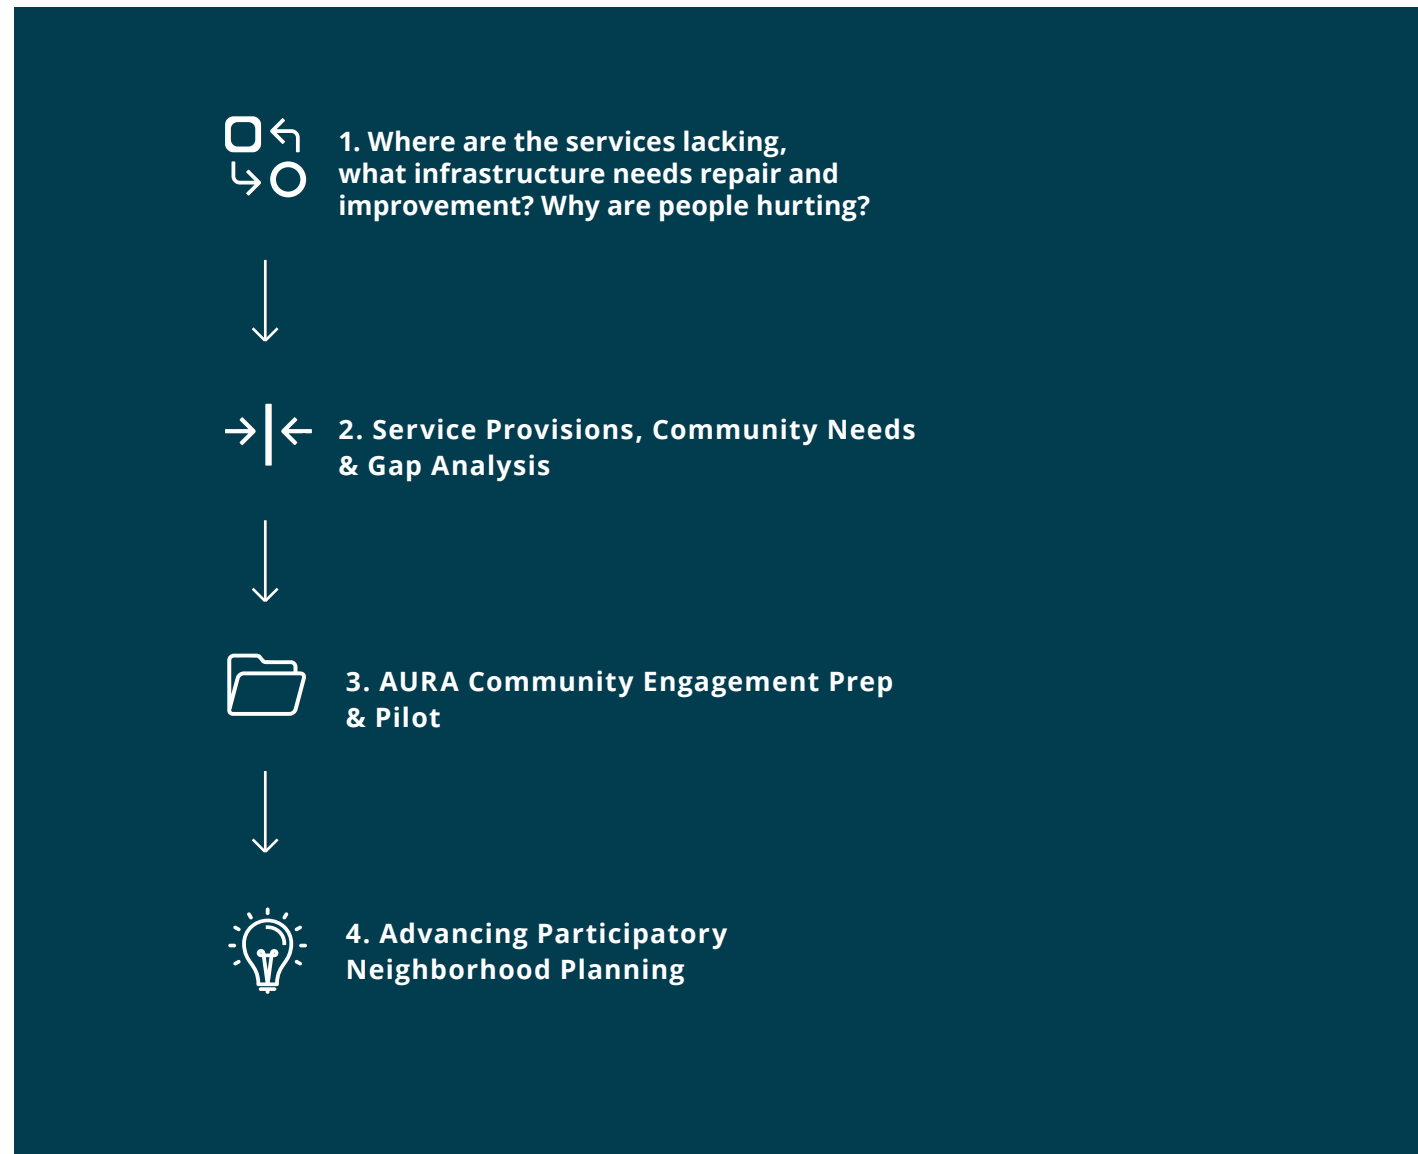 1. Where are the services lacking,
what infrastructure needs repair and
improvement? Why are people hurting?
2. Service Provisions, Community Needs
& Gap Analysis
3. AURA Community Engagement Prep
& Pilot
4. Advancing Participatory
Neighborhood Planning